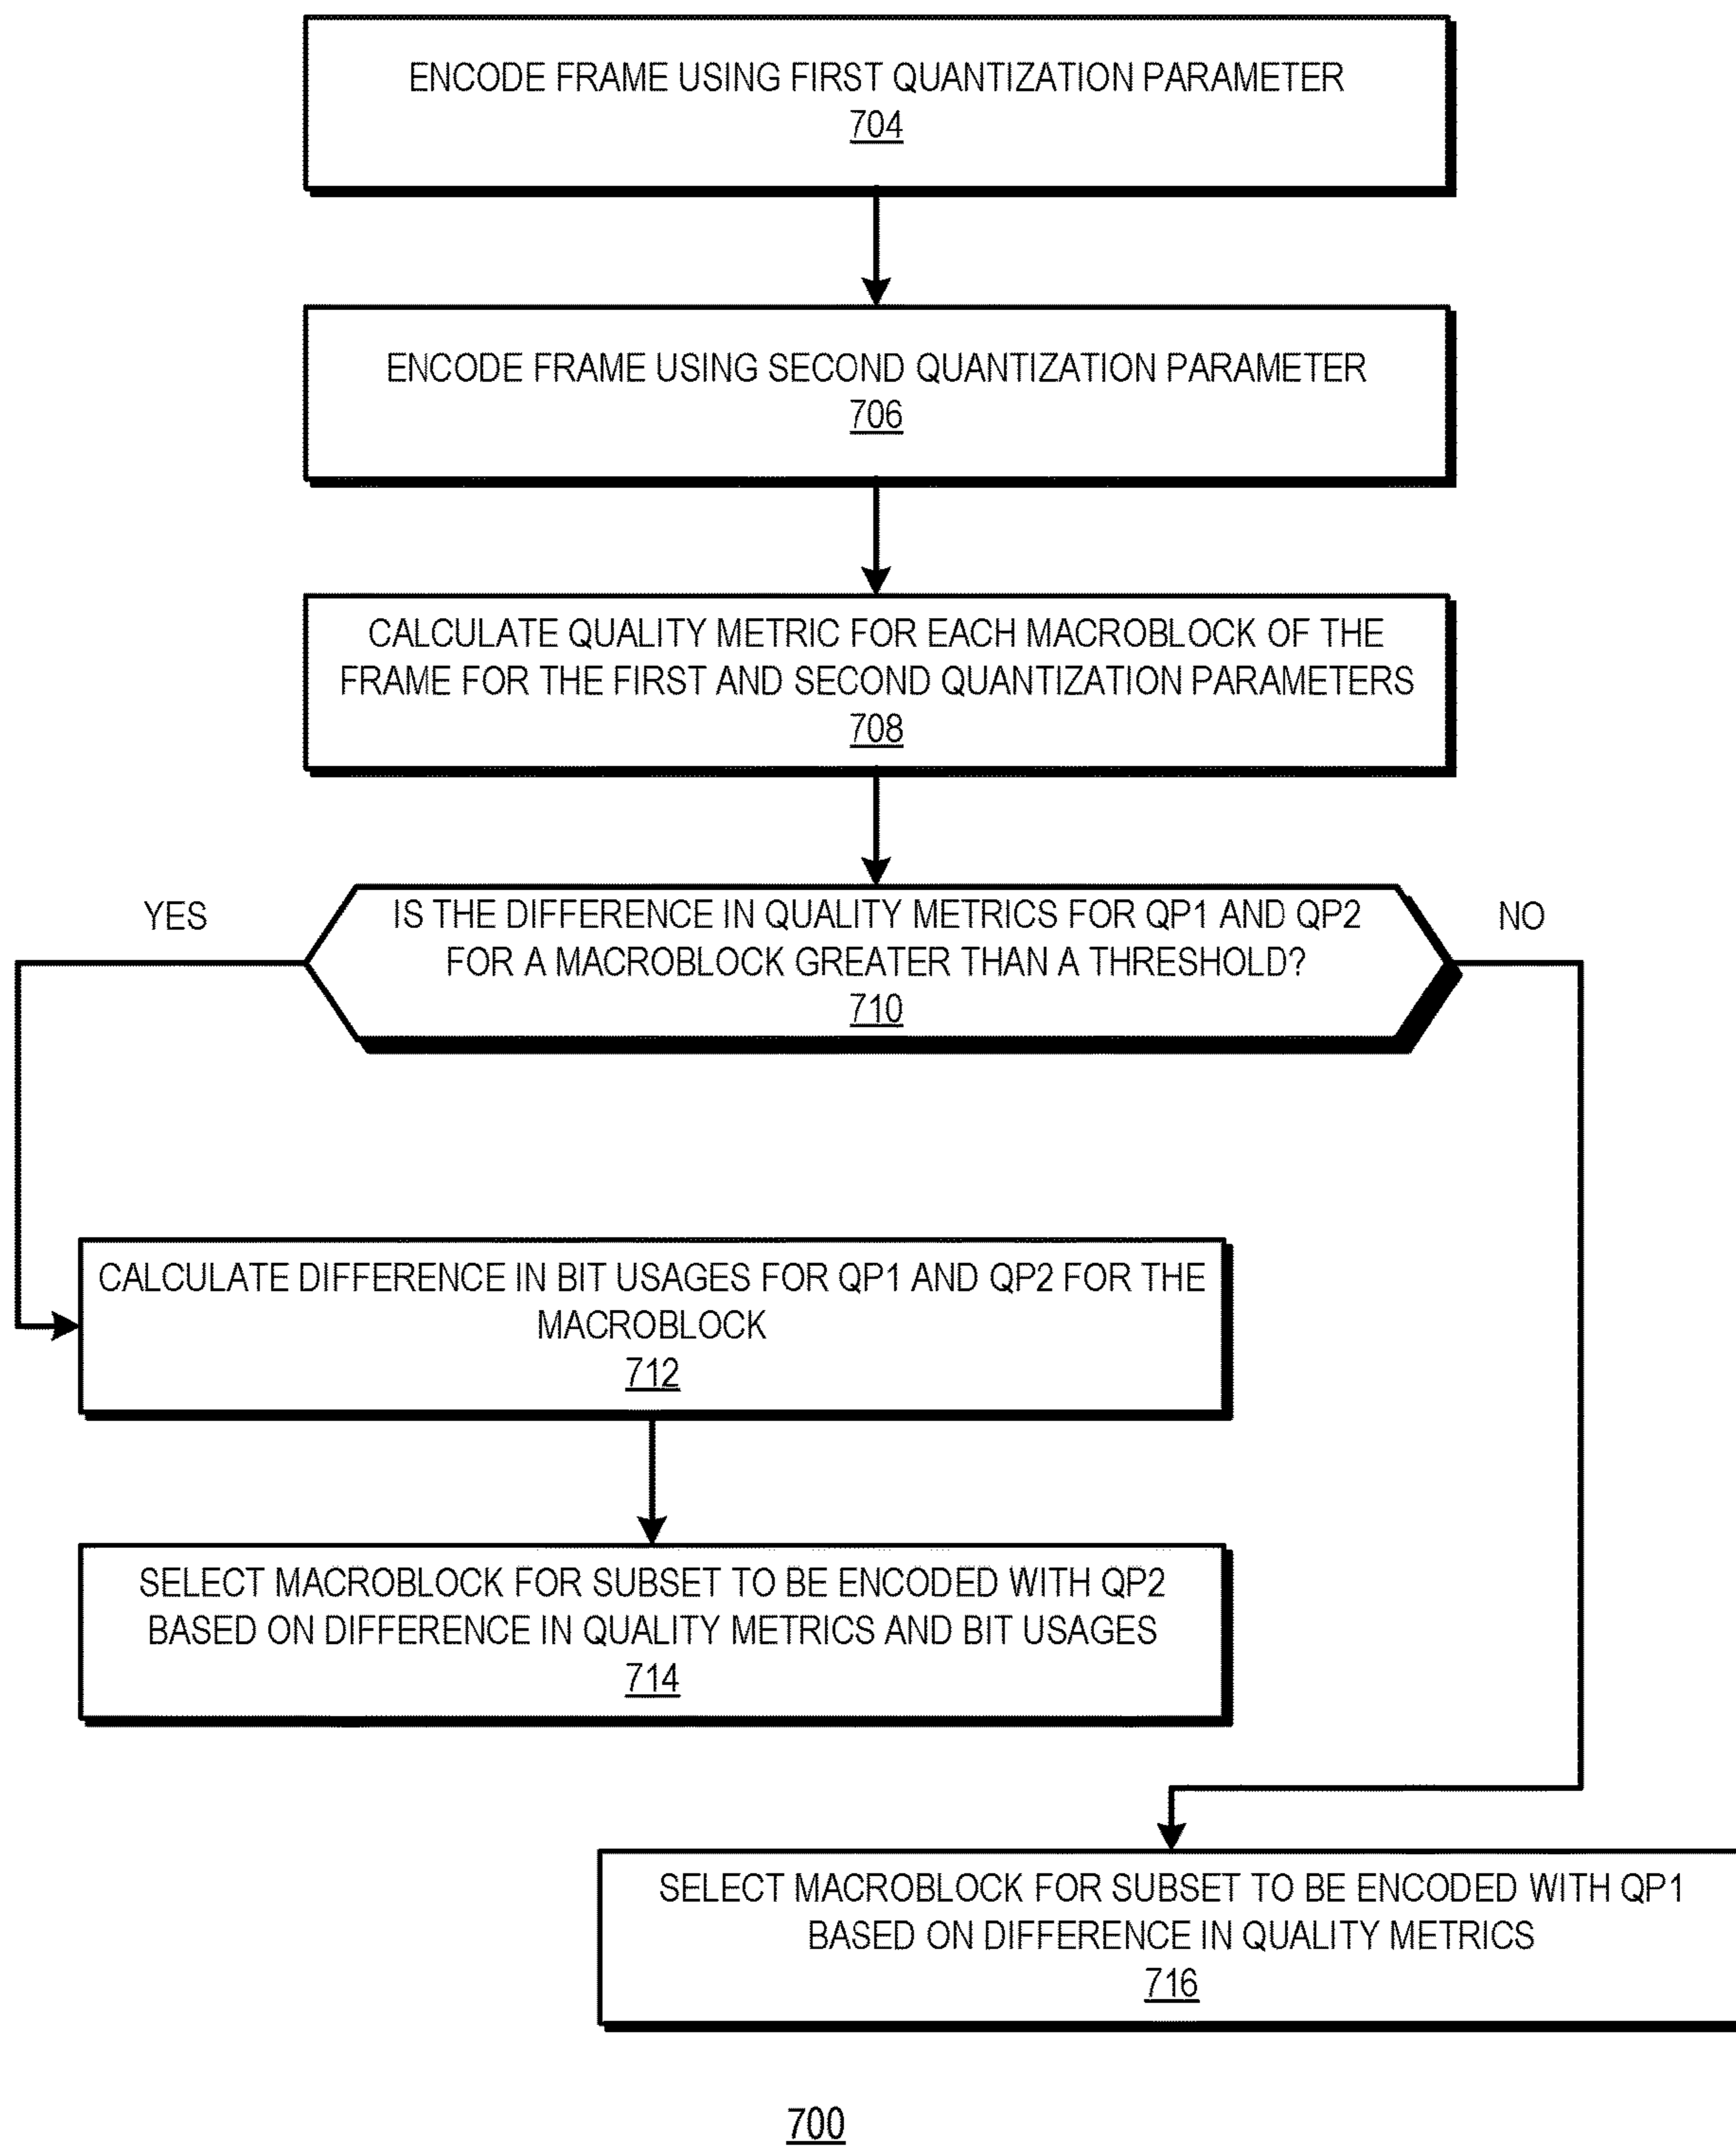 ENCODE FRAME USING FIRST QUANTIZATION PARAMETER
704
ENCODE FRAME USING SECOND QUANTIZATION PARAMETER
706
CALCULATE QUALITY METRIC FOR EACH MACROBLOCK OF THE
FRAME FOR THE FIRST AND SECOND QUANTIZATION PARAMETERS
708
YES
IS THE DIFFERENCE IN QUALITY METRICS FOR QP1 AND QP2
FOR A MACROBLOCK GREATER THAN A THRESHOLD?
710
NO
CALCULATE DIFFERENCE IN BIT USAGES FOR QP1 AND QP2 FOR THE
MACROBLOCK
712
SELECT MACROBLOCK FOR SUBSET TO BE ENCODED WITH QP2
BASED ON DIFFERENCE IN QUALITY METRICS AND BIT USAGES
714
SELECT MACROBLOCK FOR SUBSET TO BE ENCODED WITH QP1
BASED ON DIFFERENCE IN QUALITY METRICS
716
700